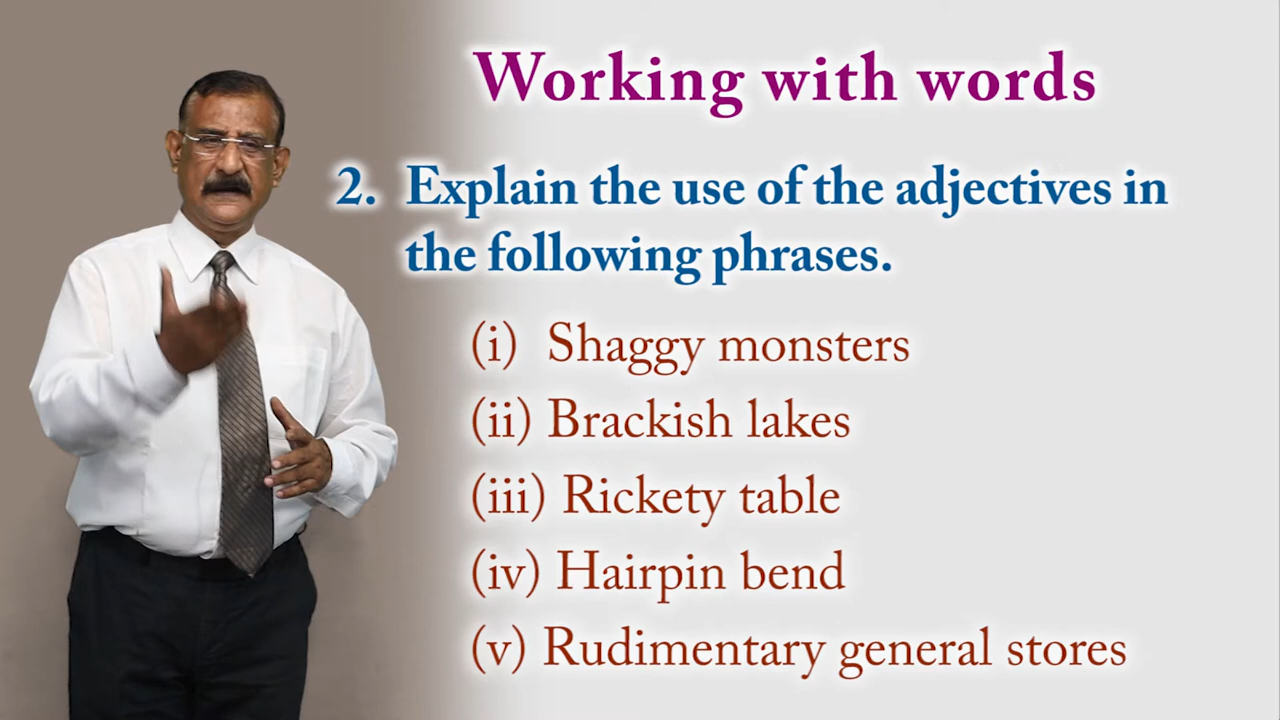 Working with words
2. Explain the use of the adjectives in
the following phrases.
(i) Shaggy monsters
(ii) Brackish lakes
(iii) Rickety table
(iv) Hairpin bend
(v) Rudimentary general stores